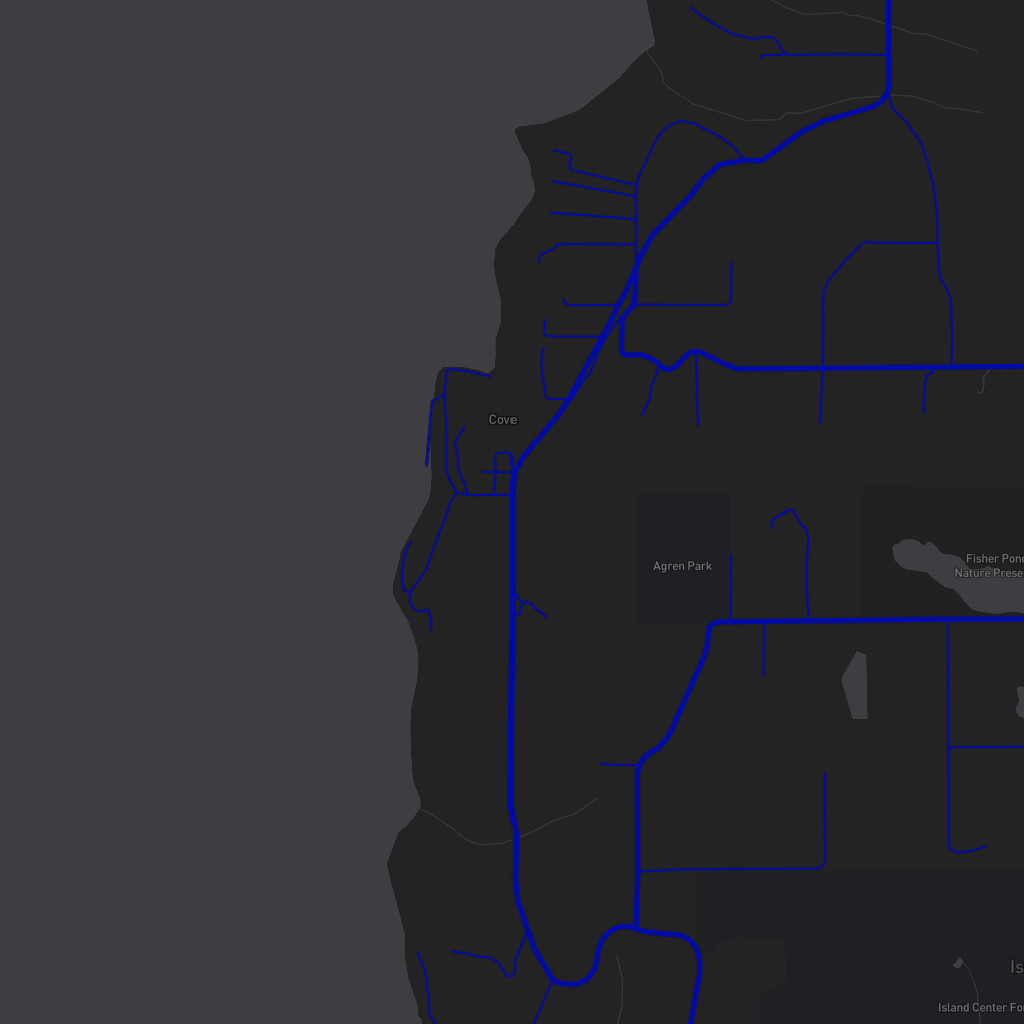 Cove
Agren Park
Fisher Pond
Nature Prese
Is
Island Center Fo